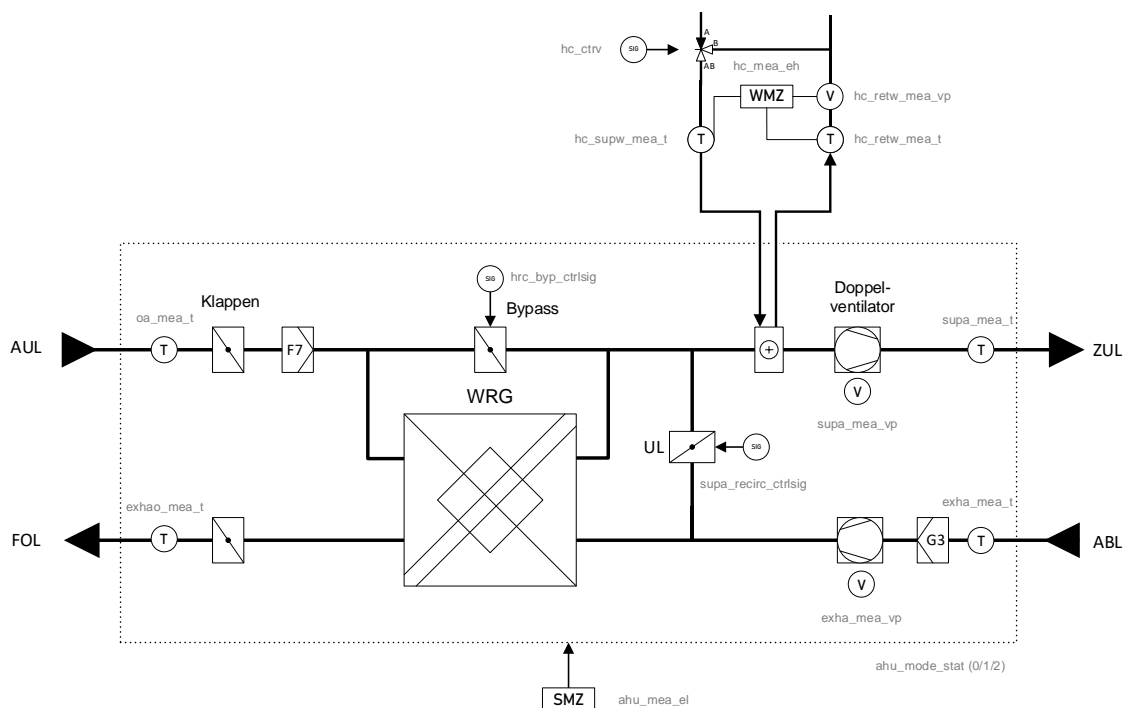 A
hc_ctrv
SIG
B
AB
hc_mea_eh
WMZ
V
hc_retw_mea_vp
hc_supw_mea_t
T
T
hc_retw_mea_t
SIG
hrc_byp_ctrlsig
Klappen
Bypass
Doppel-
ventilator
oa_mea_t
supa_mea_t
AUL
T
F7
+
T
ZUL
V
WRG
supa_mea_vp
UL
SIG
supa_recirc_ctrlsig
exhao_mea_t
exha_mea_t
FOL
T
G3
T
ABL
V
exha_mea_vp
ahu_mode_stat (0/1/2)
SMZ
ahu_mea_el